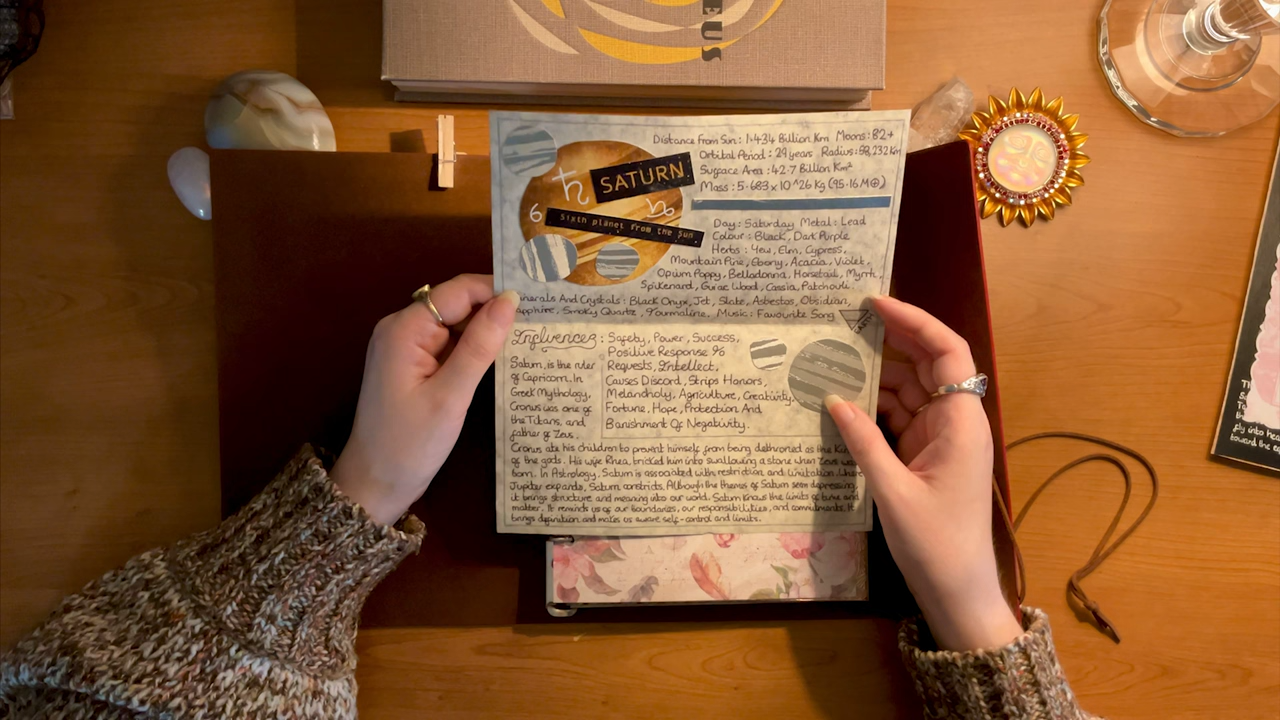 EUS
Distance From Sun : 1.434 Billion Km Moons : 82+
Orbital Period : 29 years Radius : 58,232 Km
Surface Area : 42.7 Billion Km²
Mass : 5.683 x 10^26 Kg (95.16 M⊕)
♄ SATURN
6 ♑
Sixth planet from the Sun
Day : Saturday Metal : Lead
Colour : Black, Dark Purple
Herbs : Yew, Elm, Cypress,
Mountain Pine, Ebony, Acacia, Violet,
Opium Poppy, Belladonna, Horsetail, Myrrh,
Spikenard, Guiac Wood, Cassia, Patchouli.
Minerals And Crystals : Black Onyx, Jet, Slate, Asbestos, Obsidian,
Sapphire, Smoky Quartz, Tourmaline. Music : Favourite Song
EARTH
Influences : Safety, Power, Success,
Positive Response %
Requests, Intellect,
Causes Discord, Strips Honors,
Melancholy, Agriculture, Creativity,
Fortune, Hope, Protection And
Banishment Of Negativity.
Saturn, is the ruler
of Capricorn. In
Greek Mythology,
Cronus was one of
the Titans, and
father of Zeus.
Cronus ate his children to prevent himself from being dethroned as the
of the gods. His wife Rhea, tricked him into swallowing a stone when Zeus was
born. In Astrology, Saturn is associated with restriction and limitation. Where
Jupiter expands, Saturn constricts. Although the themes of Saturn seem depressing,
it brings structure and meaning into our world. Saturn knows the limits of time and
matter. It reminds us of our boundaries, our responsibilities, and commitments. It
brings definition and makes us aware self-control and limits.
fly into
toward the